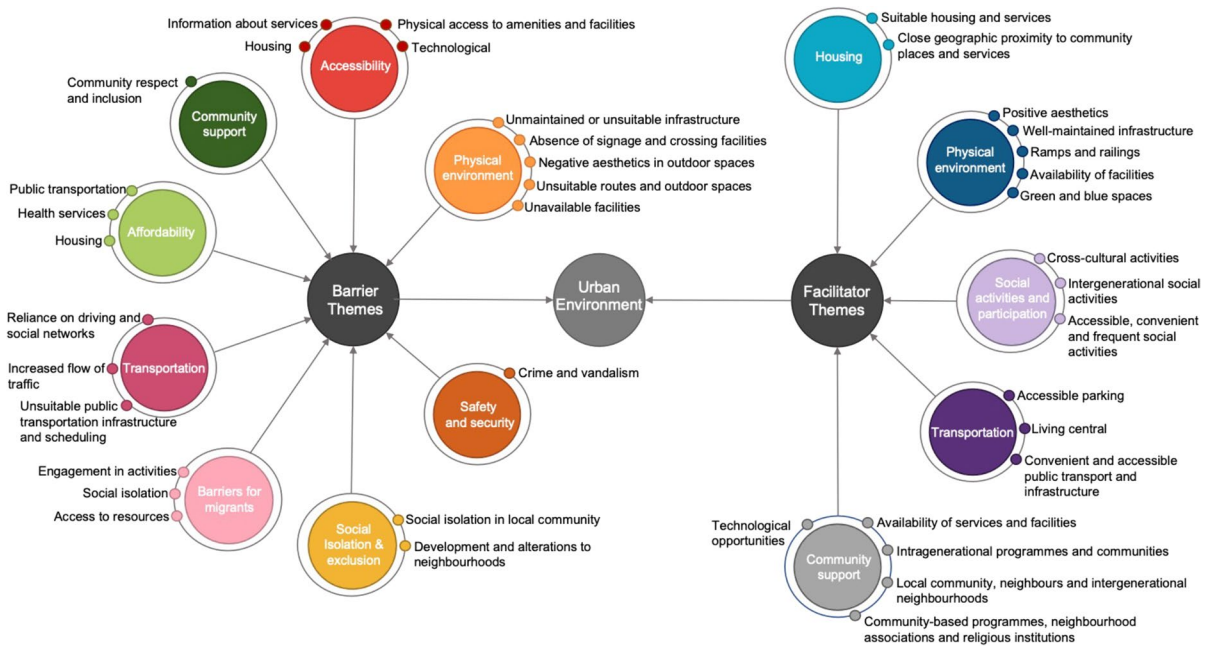 Information about services
Physical access to amenities and facilities
Housing
Technological
Accessibility
Community respect
and inclusion
Community
support
Unmaintained or unsuitable infrastructure
Absence of signage and crossing facilities
Negative aesthetics in outdoor spaces
Unsuitable routes and outdoor spaces
Unavailable facilities
Physical
environment
Public transportation
Health services
Housing
Affordability
Barrier
Themes
Urban
Environment
Reliance on driving and
social networks
Increased flow of
traffic
Unsuitable public
transportation infrastructure
and scheduling
Transportation
Crime and vandalism
Safety
and security
Engagement in activities
Social isolation
Access to resources
Barriers for
migrants
Social isolation in local community
Development and alterations to
neighbourhoods
Social
Isolation &
exclusion
Suitable housing and services
Close geographic proximity to community
places and services
Housing
Positive aesthetics
Well-maintained infrastructure
Ramps and railings
Availability of facilities
Green and blue spaces
Physical
environment
Facilitator
Themes
Cross-cultural activities
Intergenerational social
activities
Accessible, convenient
and frequent social
activities
Social
activities and
participation
Accessible parking
Living central
Convenient and accessible
public transport and
infrastructure
Transportation
Technological
opportunities
Availability of services and facilities
Intragenerational programmes and communities
Local community, neighbours and intergenerational
neighbourhoods
Community-based programmes, neighbourhood
associations and religious institutions
Community
support